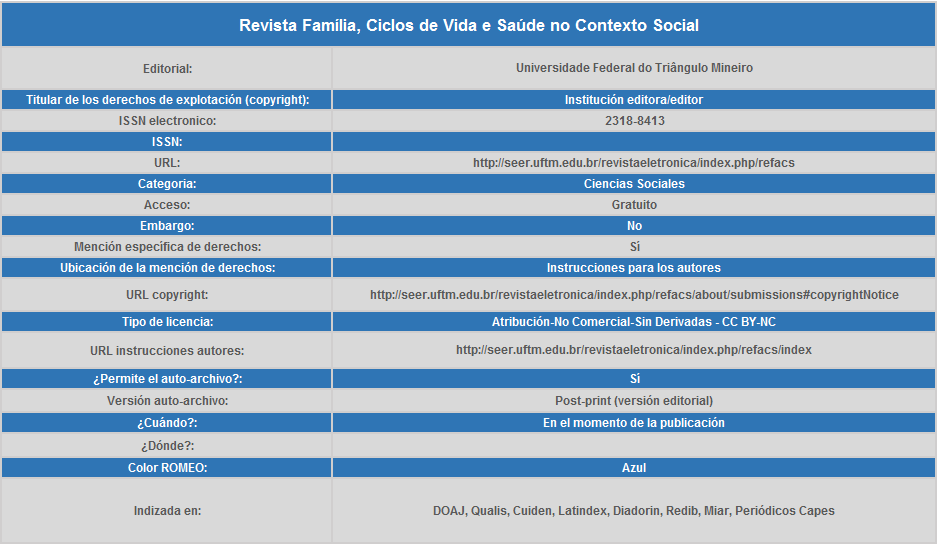 Revista Família, Ciclos de Vida e Saúde no Contexto Social
Editorial: Universidade Federal do Triângulo Mineiro
Titular de los derechos de explotación (copyright): Institución editora/editor
ISSN electronico: 2318-8413
ISSN:
URL: http://seer.uftm.edu.br/revistaeletronica/index.php/refacs
Categoria: Ciencias Sociales
Acceso: Gratuito
Embargo: No
Mención específica de derechos: Sí
Ubicación de la mención de derechos: Instrucciones para los autores
URL copyright: http://seer.uftm.edu.br/revistaeletronica/index.php/refacs/about/submissions#copyrightNotice
Tipo de licencia: Atribución-No Comercial-Sin Derivadas - CC BY-NC
URL instrucciones autores: http://seer.uftm.edu.br/revistaeletronica/index.php/refacs/index
¿Permite el auto-archivo?: Sí
Versión auto-archivo: Post-print (versión editorial)
¿Cuándo?: En el momento de la publicación
¿Dónde?:
Color ROMEO: Azul
Indizada en: DOAJ, Qualis, Cuiden, Latindex, Diadorin, Redib, Miar, Periódicos Capes